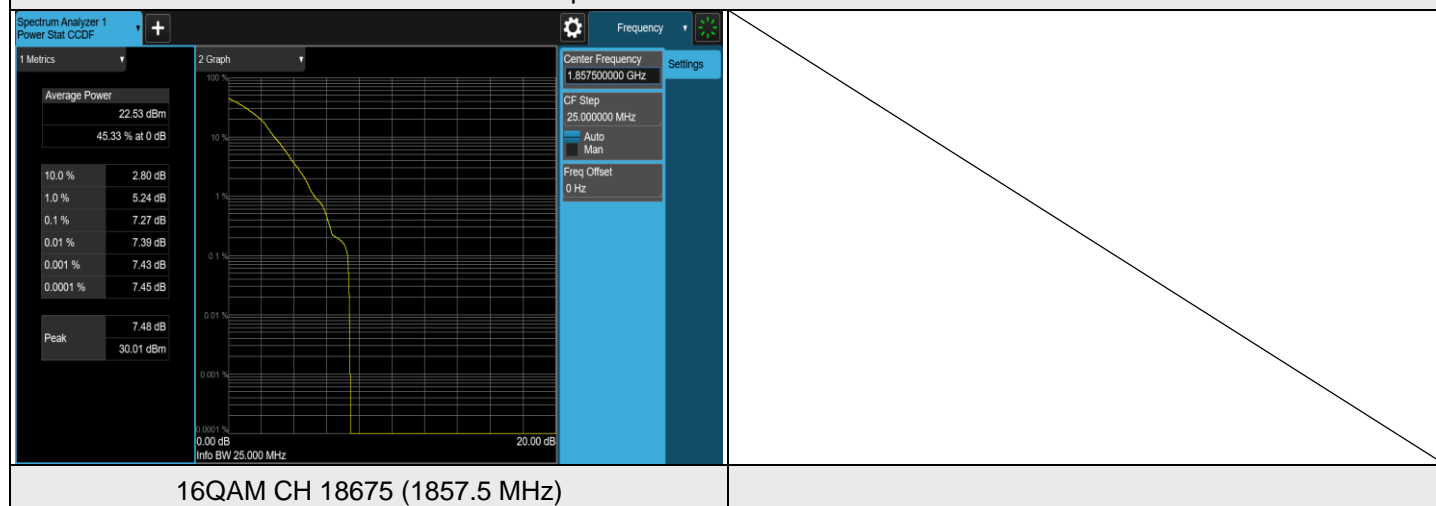 Spectrum Analyzer 1
Power Stat CCDF
+
Frequency
1 Metrics
2 Graph
Center Frequency
1.857500000 GHz
Settings
CF Step
25.000000 MHz
Auto
Man
Freq Offset
0 Hz
Average Power
22.53 dBm
45.33 % at 0 dB
10.0 % 2.80 dB
1.0 % 5.24 dB
0.1 % 7.27 dB
0.01 % 7.39 dB
0.001 % 7.43 dB
0.0001 % 7.45 dB
Peak
7.48 dB
30.01 dBm
100 %
10 %
1 %
0.1 %
0.01 %
0.001 %
0.0001 %
0.00 dB 20.00 dB
Info BW 25.000 MHz
16QAM CH 18675 (1857.5 MHz)